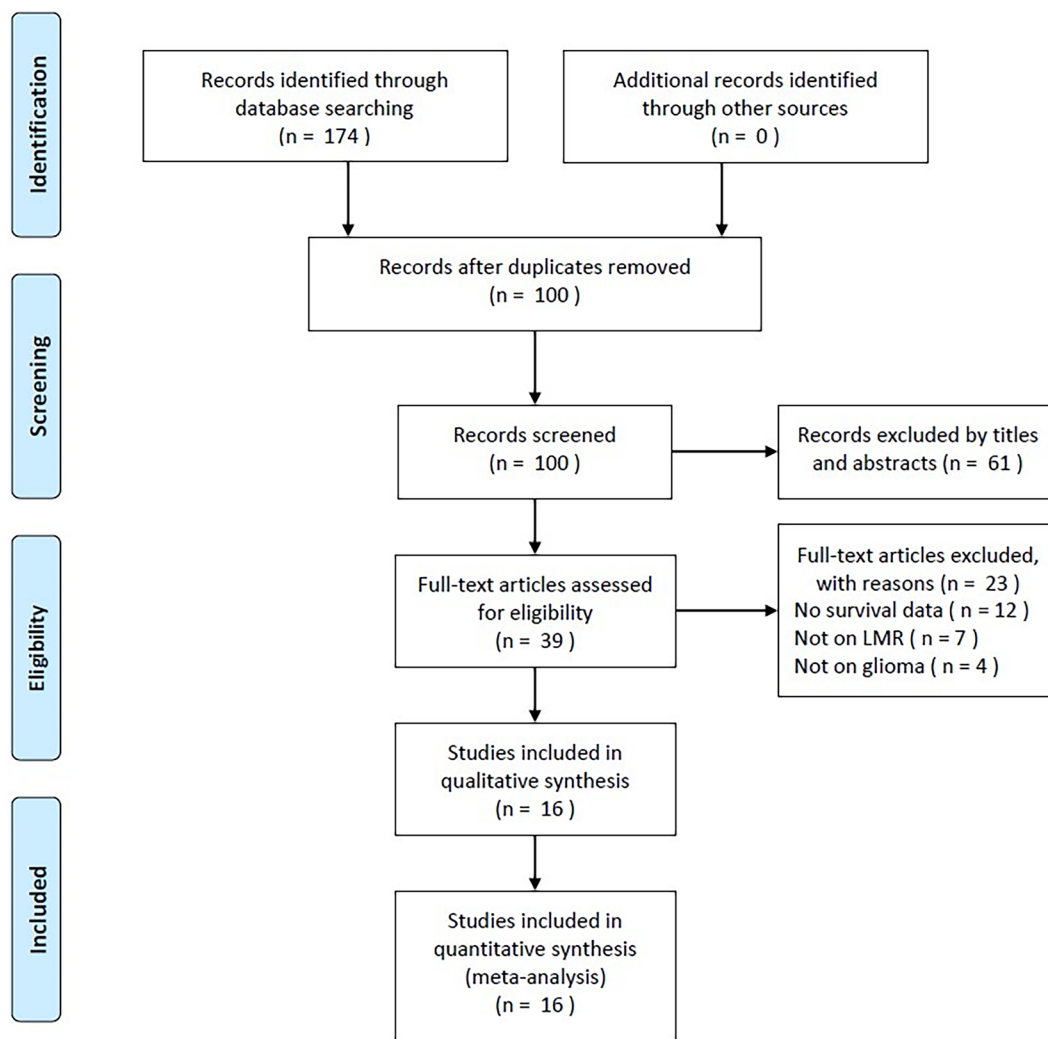 Identification
Records identified through
database searching
(n = 174 )
Additional records identified
through other sources
(n = 0 )
Records after duplicates removed
(n = 100 )
Screening
Records screened
(n = 100 )
Records excluded by titles
and abstracts (n = 61 )
Eligibility
Full-text articles assessed
for eligibility
(n = 39 )
Full-text articles excluded,
with reasons (n = 23 )
No survival data ( n = 12 )
Not on LMR ( n = 7 )
Not on glioma ( n = 4 )
Studies included in
qualitative synthesis
(n = 16 )
Included
Studies included in
quantitative synthesis
(meta-analysis)
(n = 16 )